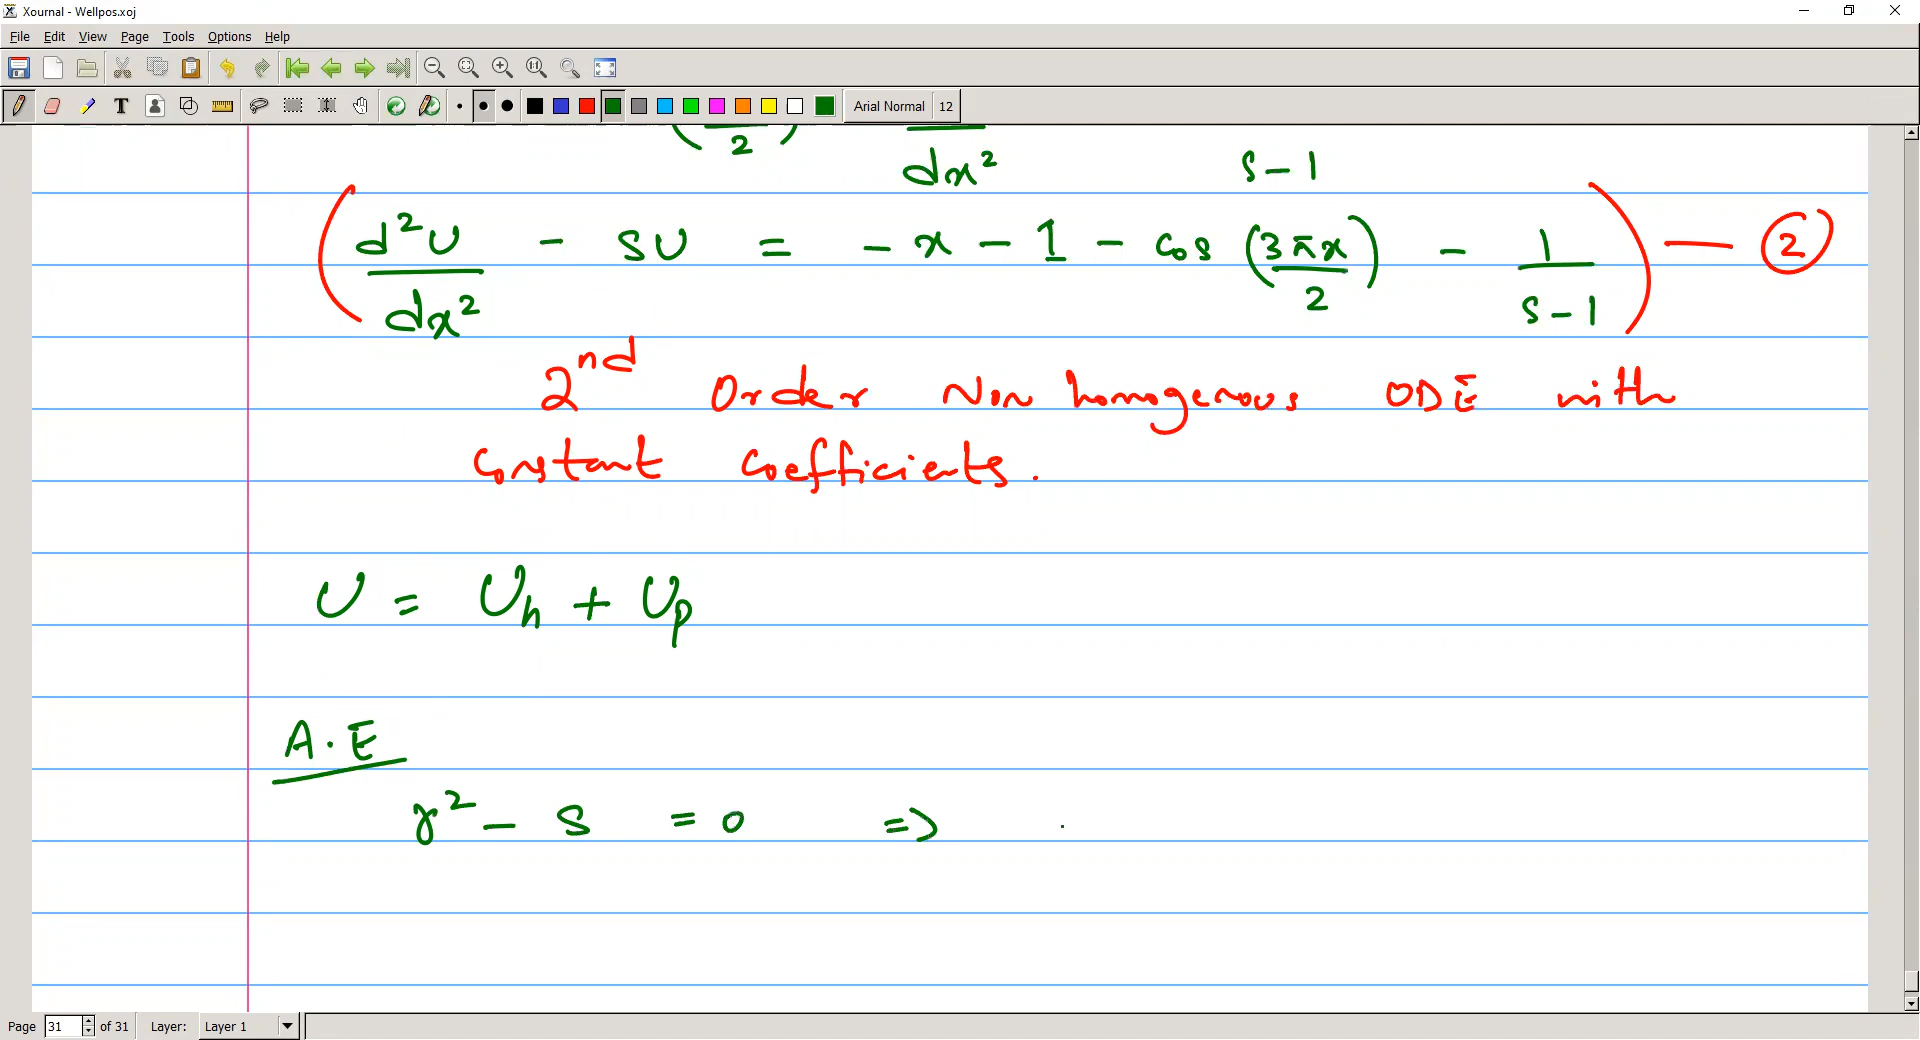 Xournal - Wellpos.xoj
File Edit View Page Tools Options Help
Arial Normal 12
( 2 ) dx² s-1
( d²U/dx² - sU = -x - 1 - cos (3πx/2) - 1/(s-1) ) — ②
2nd Order Non homogenous ODE with
constant coefficients.
U = Uh + Up
A.E
r² - s = 0 =>
Page 31 of 31 Layer: Layer 1